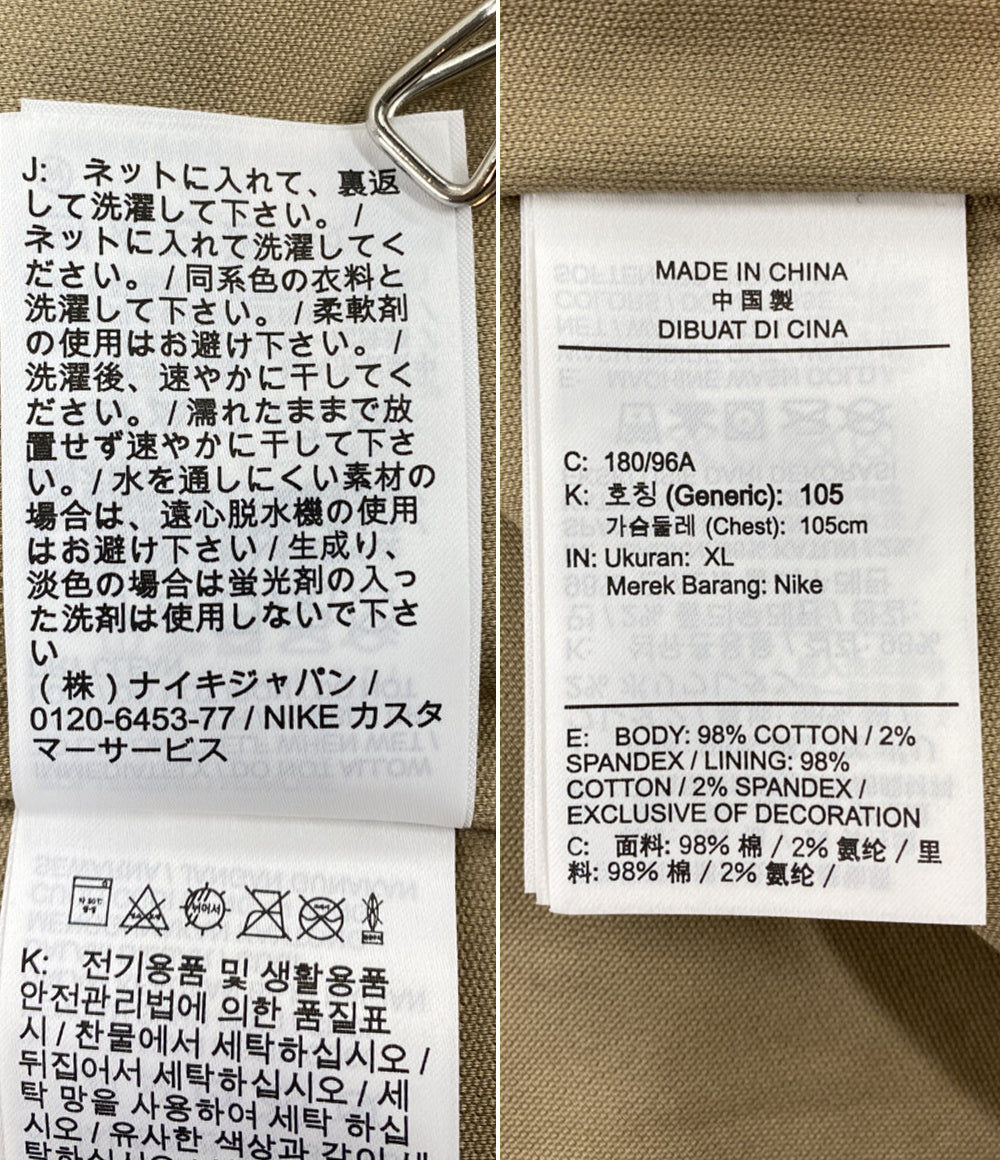 J: ネットに入れて、裏返
して洗濯して下さい。 /
ネットに入れて洗濯してく
ださい。 / 同系色の衣料と
洗濯して下さい。 / 柔軟剤
の使用はお避け下さい。 /
洗濯後、速やかに干してく
ださい。 / 濡れたままで放
置せず速やかに干して下さ
い。 / 水を通しにくい素材の
場合は、遠心脱水機の使用
はお避け下さい / 生成り、
淡色の場合は蛍光剤の入っ
た洗剤は使用しないで下さ
い
(株)ナイキジャパン /
0120-6453-77 / NIKE カスタ
マーサービス
K: 전기용품 및 생활용품
안전관리법에 의한 품질표
시 / 찬물에서 세탁하십시오 /
뒤집어서 세탁하십시오 / 세
탁 망을 사용하여 세탁 하십
시오 / 유사한 색상과 같이 세
탁하십시오
MADE IN CHINA
中国製
DIBUAT DI CINA
C: 180/96A
K: 호칭 (Generic): 105
가슴둘레 (Chest): 105cm
IN: Ukuran: XL
Merek Barang: Nike
E: BODY: 98% COTTON / 2%
SPANDEX / LINING: 98%
COTTON / 2% SPANDEX /
EXCLUSIVE OF DECORATION
C: 面料: 98% 棉 / 2% 氨纶 / 里
料: 98% 棉 / 2% 氨纶 /